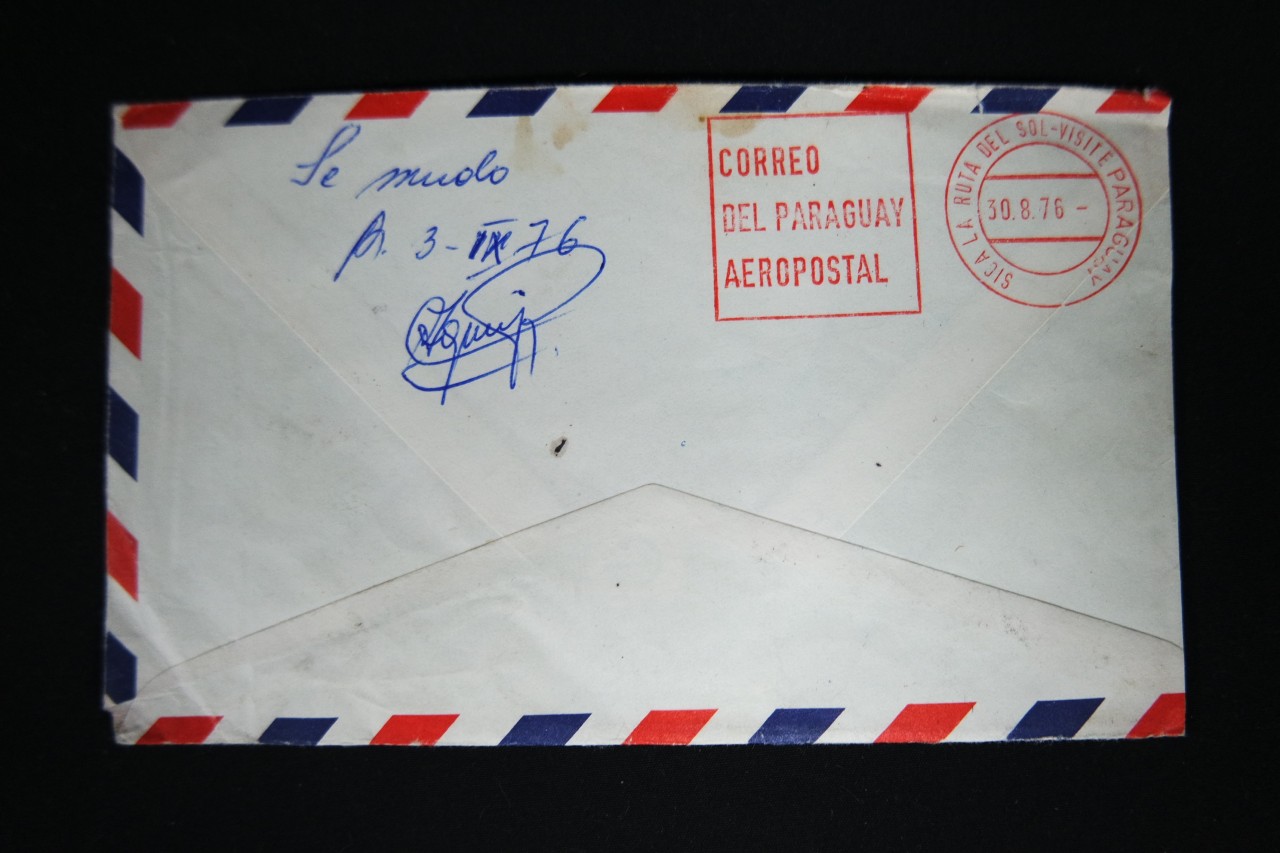 Se mudo
3-IX 76
CORREO
DEL PARAGUAY
AEROPOSTAL
SIGA LA RUTA DEL SOL-VISITE PARAGUAY
30.8.76 -